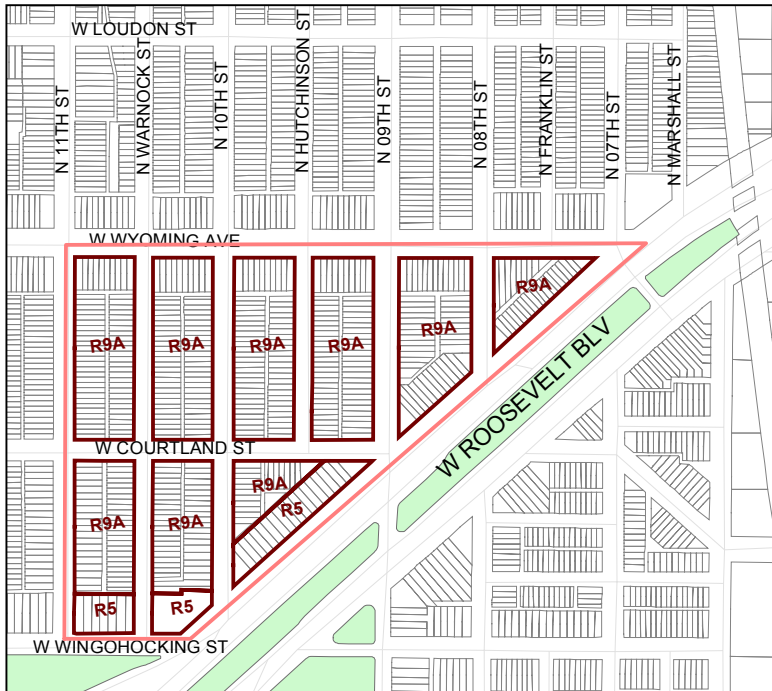 W LOUDON ST
N 11TH ST
N WARNOCK ST
N 10TH ST
N HUTCHINSON ST
N 09TH ST
N 08TH ST
N FRANKLIN ST
N 07TH ST
N MARSHALL ST
W WYOMING AVE
R9A
R9A
R9A
R9A
R9A
R9A
W ROOSEVELT BLV
W COURTLAND ST
R9A
R9A
R9A
R5
R5
R5
W WINGOHOCKING ST